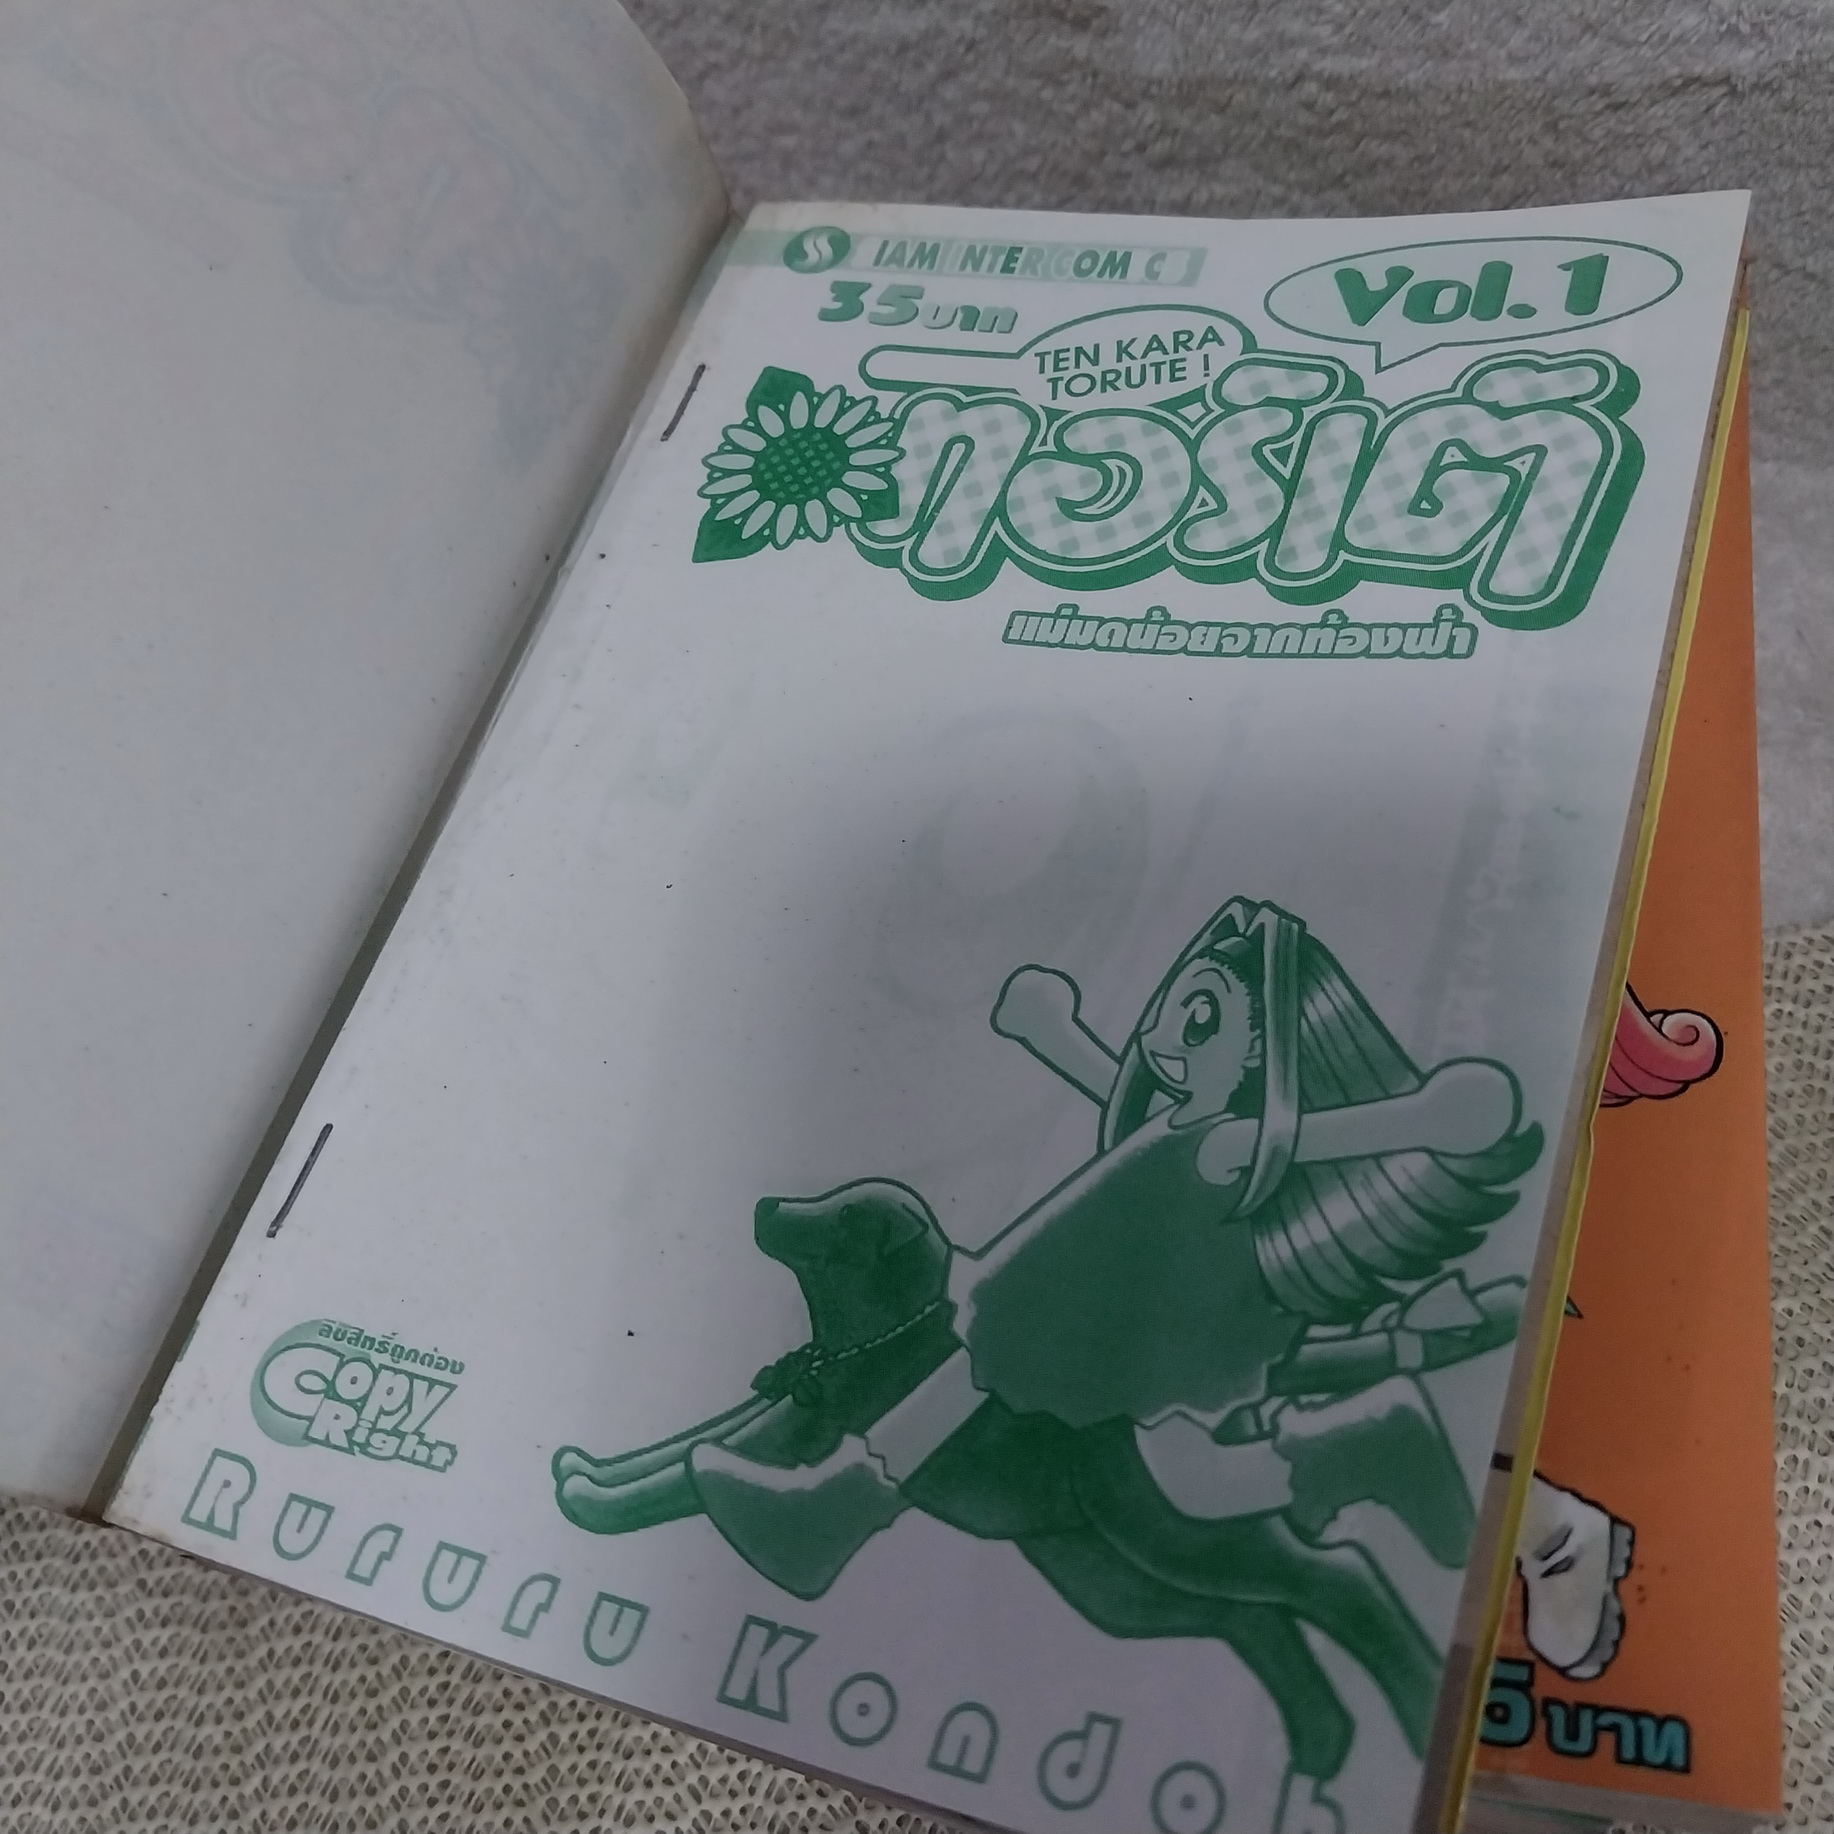 SIAM INTER COMICS
Vol. 1
35บาท
TEN KARA
TORUTE !
ทอร์เต้
แม่มดน้อยจากท้องฟ้า
ลิขสิทธิ์ถูกต้อง
Copy
Right
Rururu Kondoh
บาท